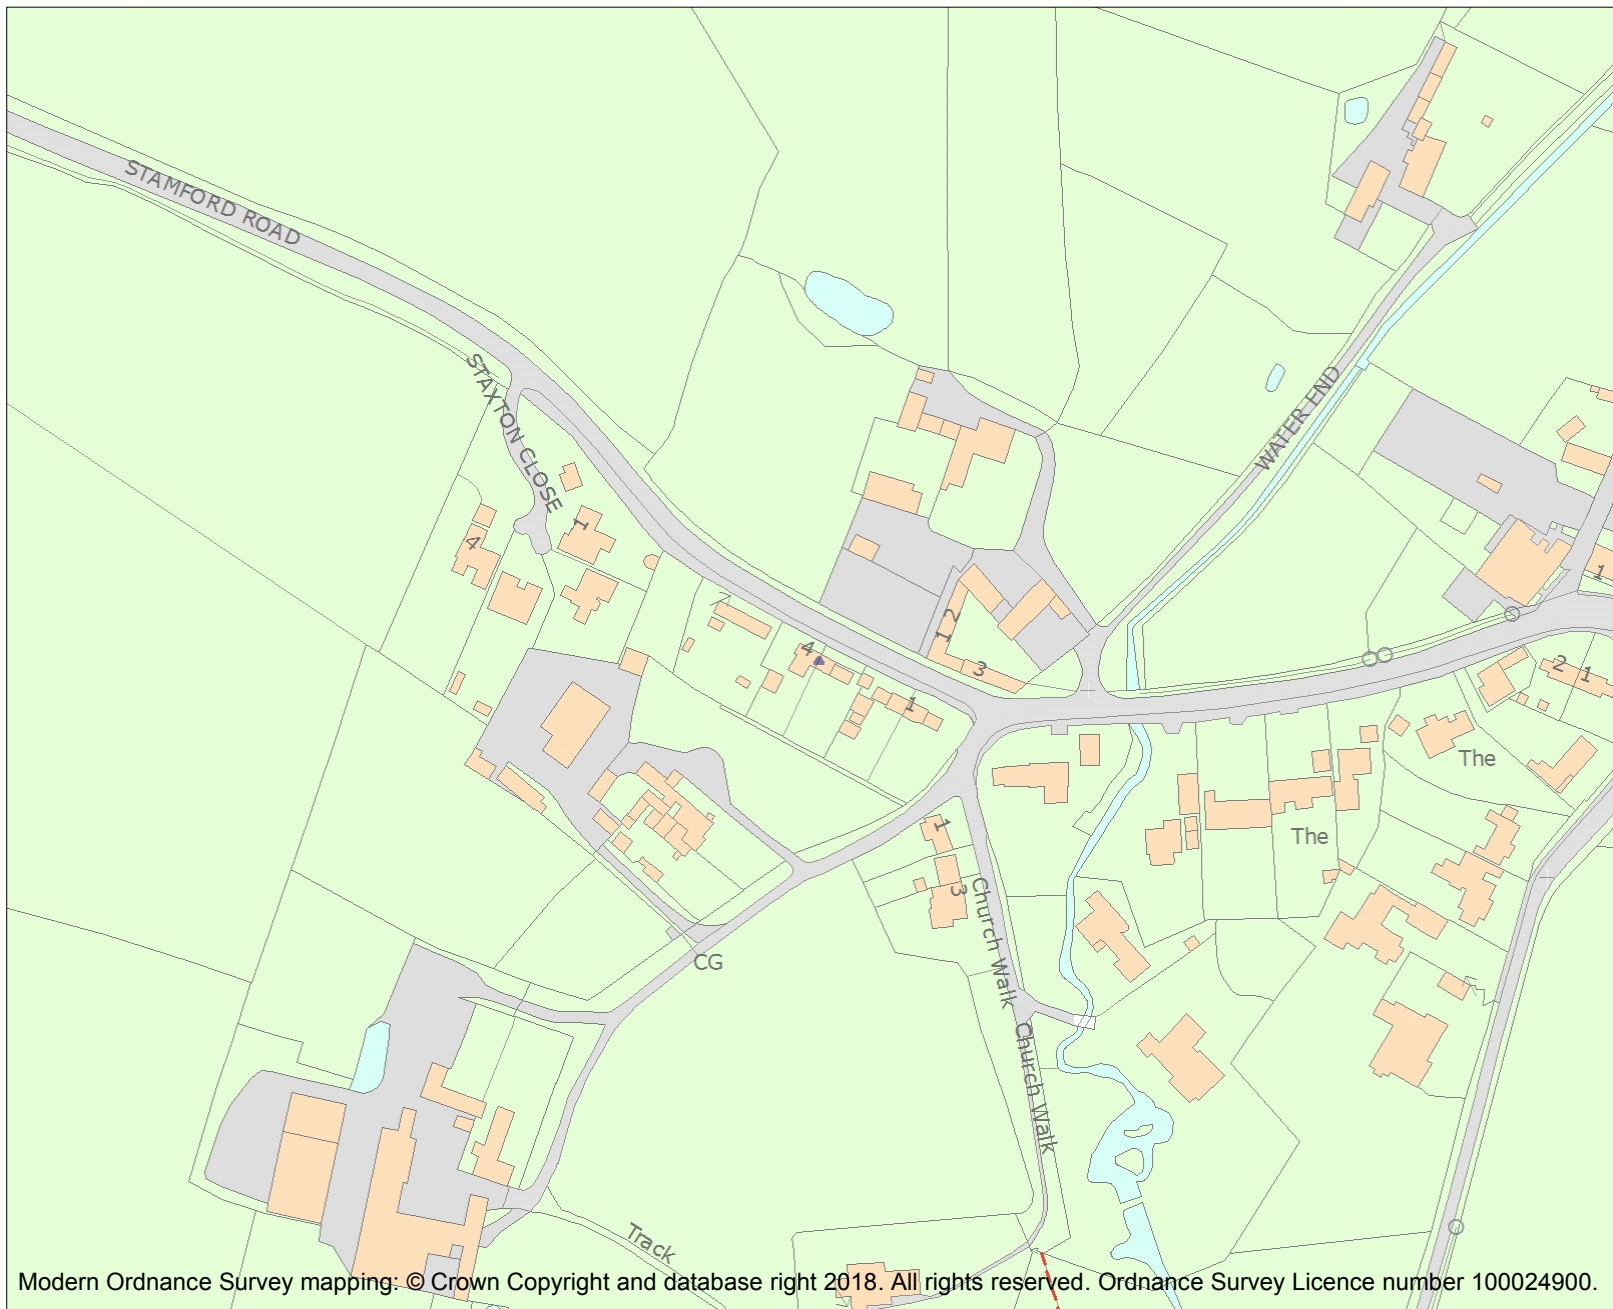 STAMFORD ROAD
STAXTON CLOSE
WATER END
1
4
1
7
2
1
4
3
2
1
1
The
1
The
3
Church Walk
CG
Church Walk
Track
Modern Ordnance Survey mapping: © Crown Copyright and database right 2018. All rights reserved. Ordnance Survey Licence number 100024900.